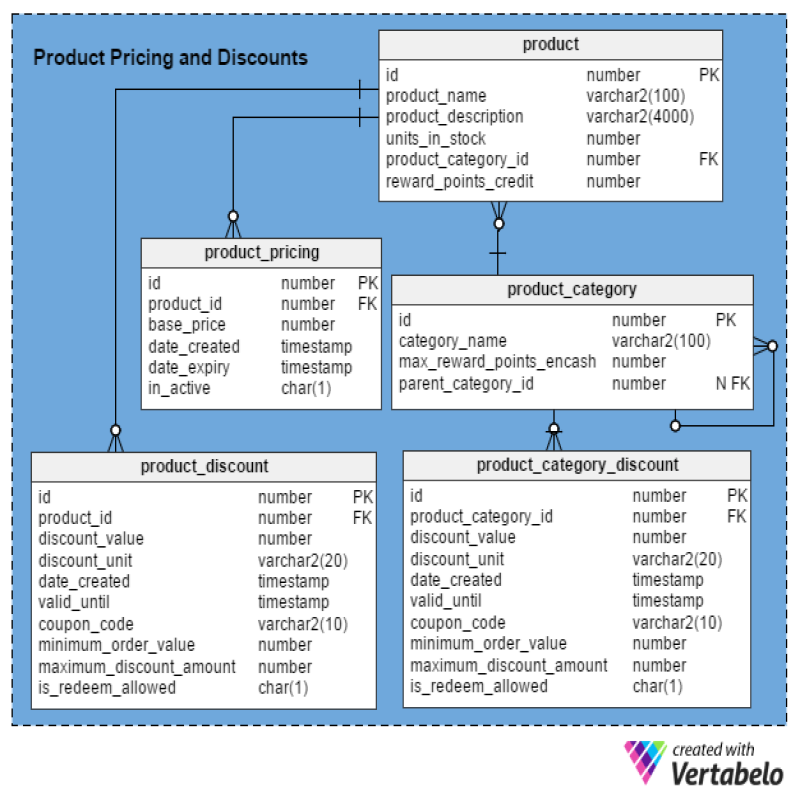 Product Pricing and Discounts
product
id number PK
product_name varchar2(100)
product_description varchar2(4000)
units_in_stock number
product_category_id number FK
reward_points_credit number
product_pricing
id number PK
product_id number FK
base_price number
date_created timestamp
date_expiry timestamp
in_active char(1)
product_category
id number PK
category_name varchar2(100)
max_reward_points_encash number
parent_category_id number N FK
product_discount
id number PK
product_id number FK
discount_value number
discount_unit varchar2(20)
date_created timestamp
valid_until timestamp
coupon_code varchar2(10)
minimum_order_value number
maximum_discount_amount number
is_redeem_allowed char(1)
product_category_discount
id number PK
product_category_id number FK
discount_value number
discount_unit varchar2(20)
date_created timestamp
valid_until timestamp
coupon_code varchar2(10)
minimum_order_value number
maximum_discount_amount number
is_redeem_allowed char(1)
created with
Vertabelo